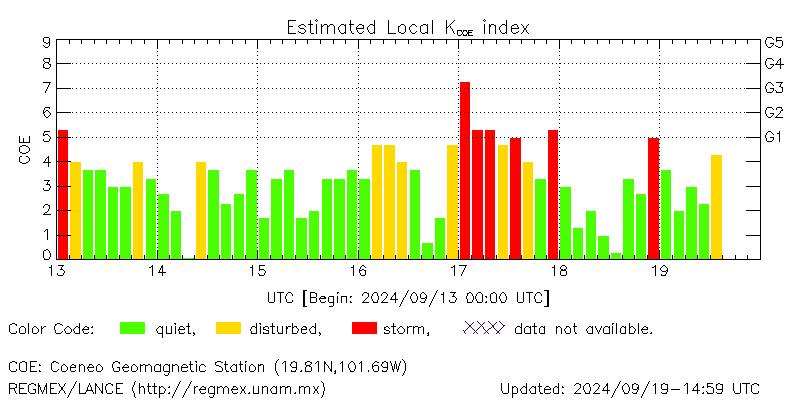 Estimated Local KCOE index
9 G5
8 G4
7 G3
6 G2
5 G1
4
3
2
1
0
COE
13 14 15 16 17 18 19
UTC [Begin: 2024/09/13 00:00 UTC]
Color Code: quiet, disturbed, storm, data not available.
COE: Coeneo Geomagnetic Station (19.81N,101.69W)
REGMEX/LANCE (http://regmex.unam.mx) Updated: 2024/09/19-14:59 UTC